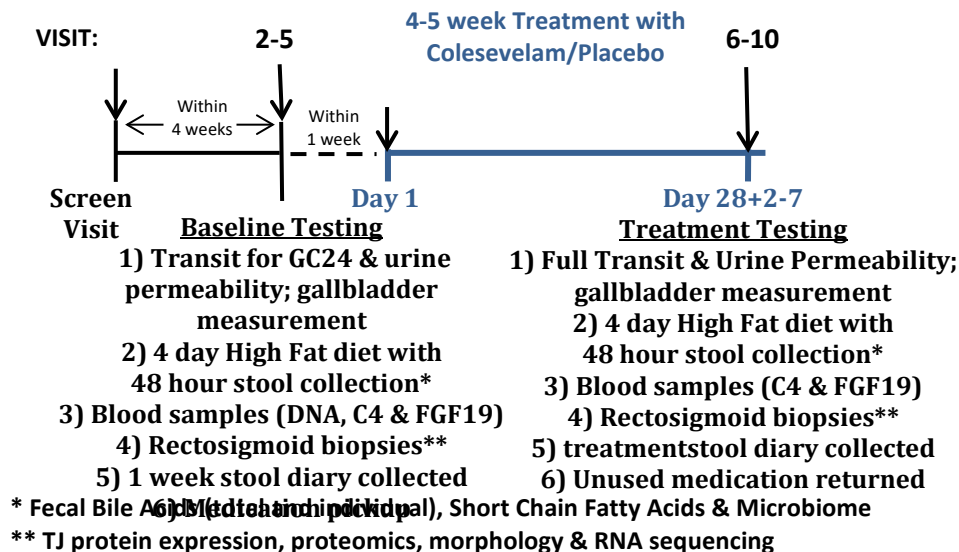 VISIT:
2-5
4-5 week Treatment with
Colesevelam/Placebo
6-10
Within
4 weeks
Within
1 week
Screen
Visit
Day 1
Day 28+2-7
Baseline Testing
1) Transit for GC24 & urine
permeability; gallbladder
measurement
2) 4 day High Fat diet with
48 hour stool collection*
3) Blood samples (DNA, C4 & FGF19)
4) Rectosigmoid biopsies**
5) 1 week stool diary collected
6) Medication pickup
Treatment Testing
1) Full Transit & Urine Permeability;
gallbladder measurement
2) 4 day High Fat diet with
48 hour stool collection*
3) Blood samples (C4 & FGF19)
4) Rectosigmoid biopsies**
5) treatmentstool diary collected
6) Unused medication returned
* Fecal Bile Acids (total and individual), Short Chain Fatty Acids & Microbiome
** TJ protein expression, proteomics, morphology & RNA sequencing